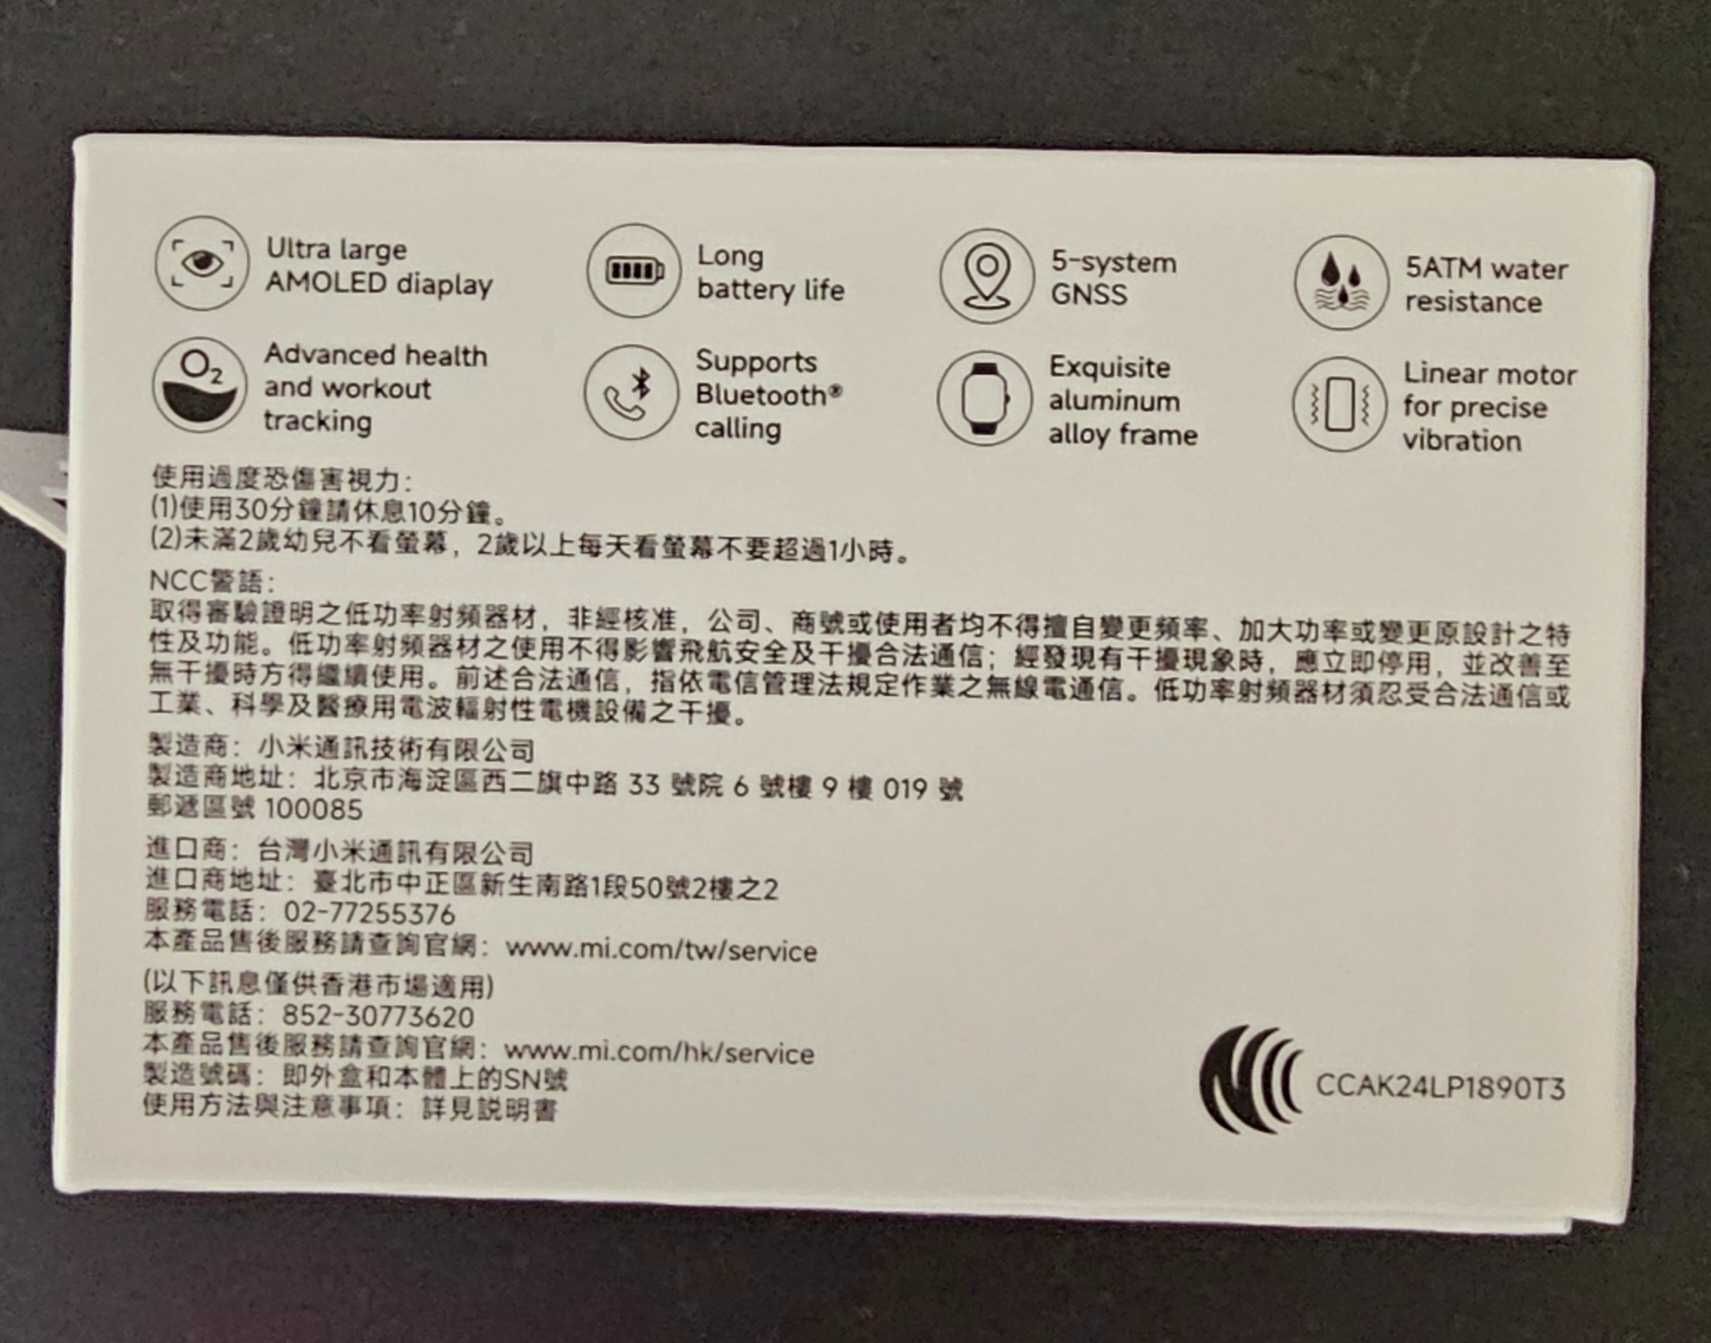 Ultra large
AMOLED diaplay
Long
battery life
5-system
GNSS
5ATM water
resistance
O2
Advanced health
and workout
tracking
Supports
Bluetooth®
calling
Exquisite
aluminum
alloy frame
Linear motor
for precise
vibration
使用過度恐傷害視力：
(1)使用30分鐘請休息10分鐘。
(2)未滿2歲幼兒不看螢幕，2歲以上每天看螢幕不要超過1小時。
NCC警語：
取得審驗證明之低功率射頻器材，非經核准，公司、商號或使用者均不得擅自變更頻率、加大功率或變更原設計之特
性及功能。低功率射頻器材之使用不得影響飛航安全及干擾合法通信；經發現有干擾現象時，應立即停用，並改善至
無干擾時方得繼續使用。前述合法通信，指依電信管理法規定作業之無線電通信。低功率射頻器材須忍受合法通信或
工業、科學及醫療用電波輻射性電機設備之干擾。
製造商：小米通訊技術有限公司
製造商地址：北京市海淀區西二旗中路 33 號院 6 號樓 9 樓 019 號
郵遞區號 100085
進口商：台灣小米通訊有限公司
進口商地址：臺北市中正區新生南路1段50號2樓之2
服務電話：02-77255376
本產品售後服務請查詢官網：www.mi.com/tw/service
(以下訊息僅供香港市場適用)
服務電話：852-30773620
本產品售後服務請查詢官網：www.mi.com/hk/service
製造號碼：即外盒和本體上的SN號
使用方法與注意事項：詳見説明書
CCAK24LP1890T3